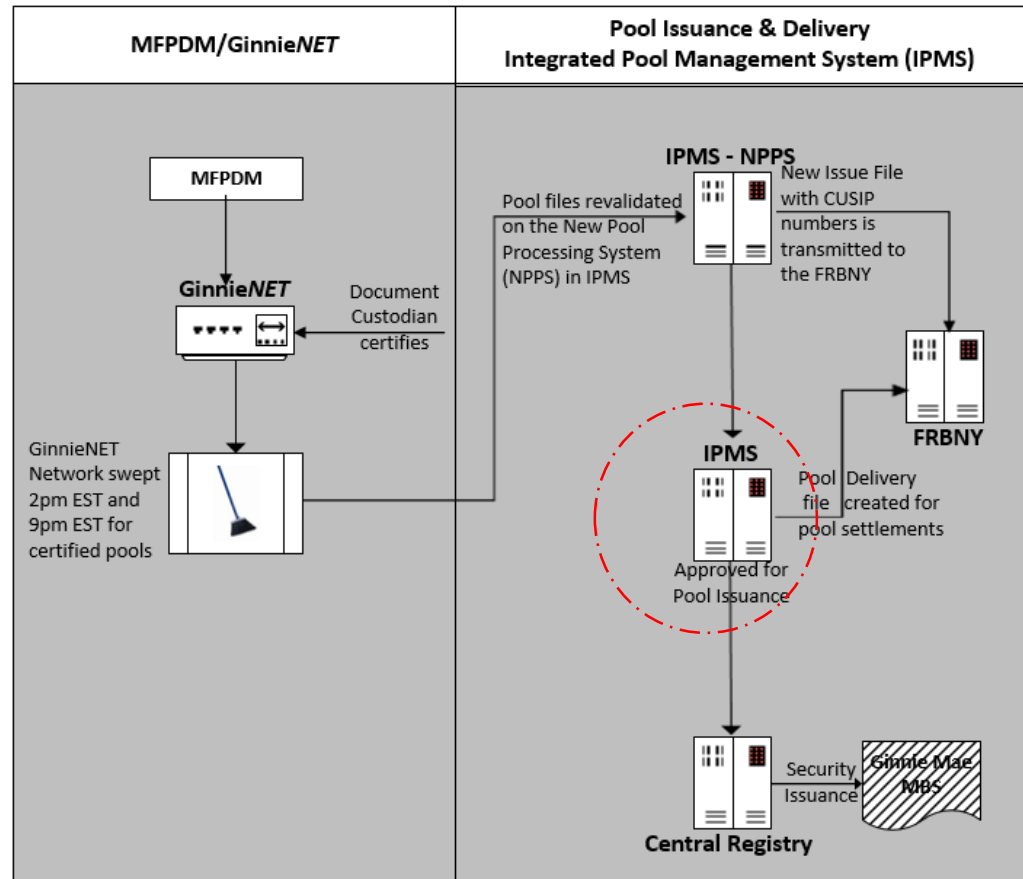 MFPDM/GinnieNET
Pool Issuance & Delivery
Integrated Pool Management System (IPMS)
MFPDM
GinnieNET
Document
Custodian
certifies
GinnieNET
Network swept
2pm EST and
9pm EST for
certified pools
Pool files revalidated
on the New Pool
Processing System
(NPPS) in IPMS
IPMS - NPPS
New Issue File
with CUSIP
numbers is
transmitted to
the FRBNY
FRBNY
IPMS
Pool Delivery
file created for
pool settlements
Approved for
Pool Issuance
Central Registry
Security
Issuance
Ginnie Mae
MBS